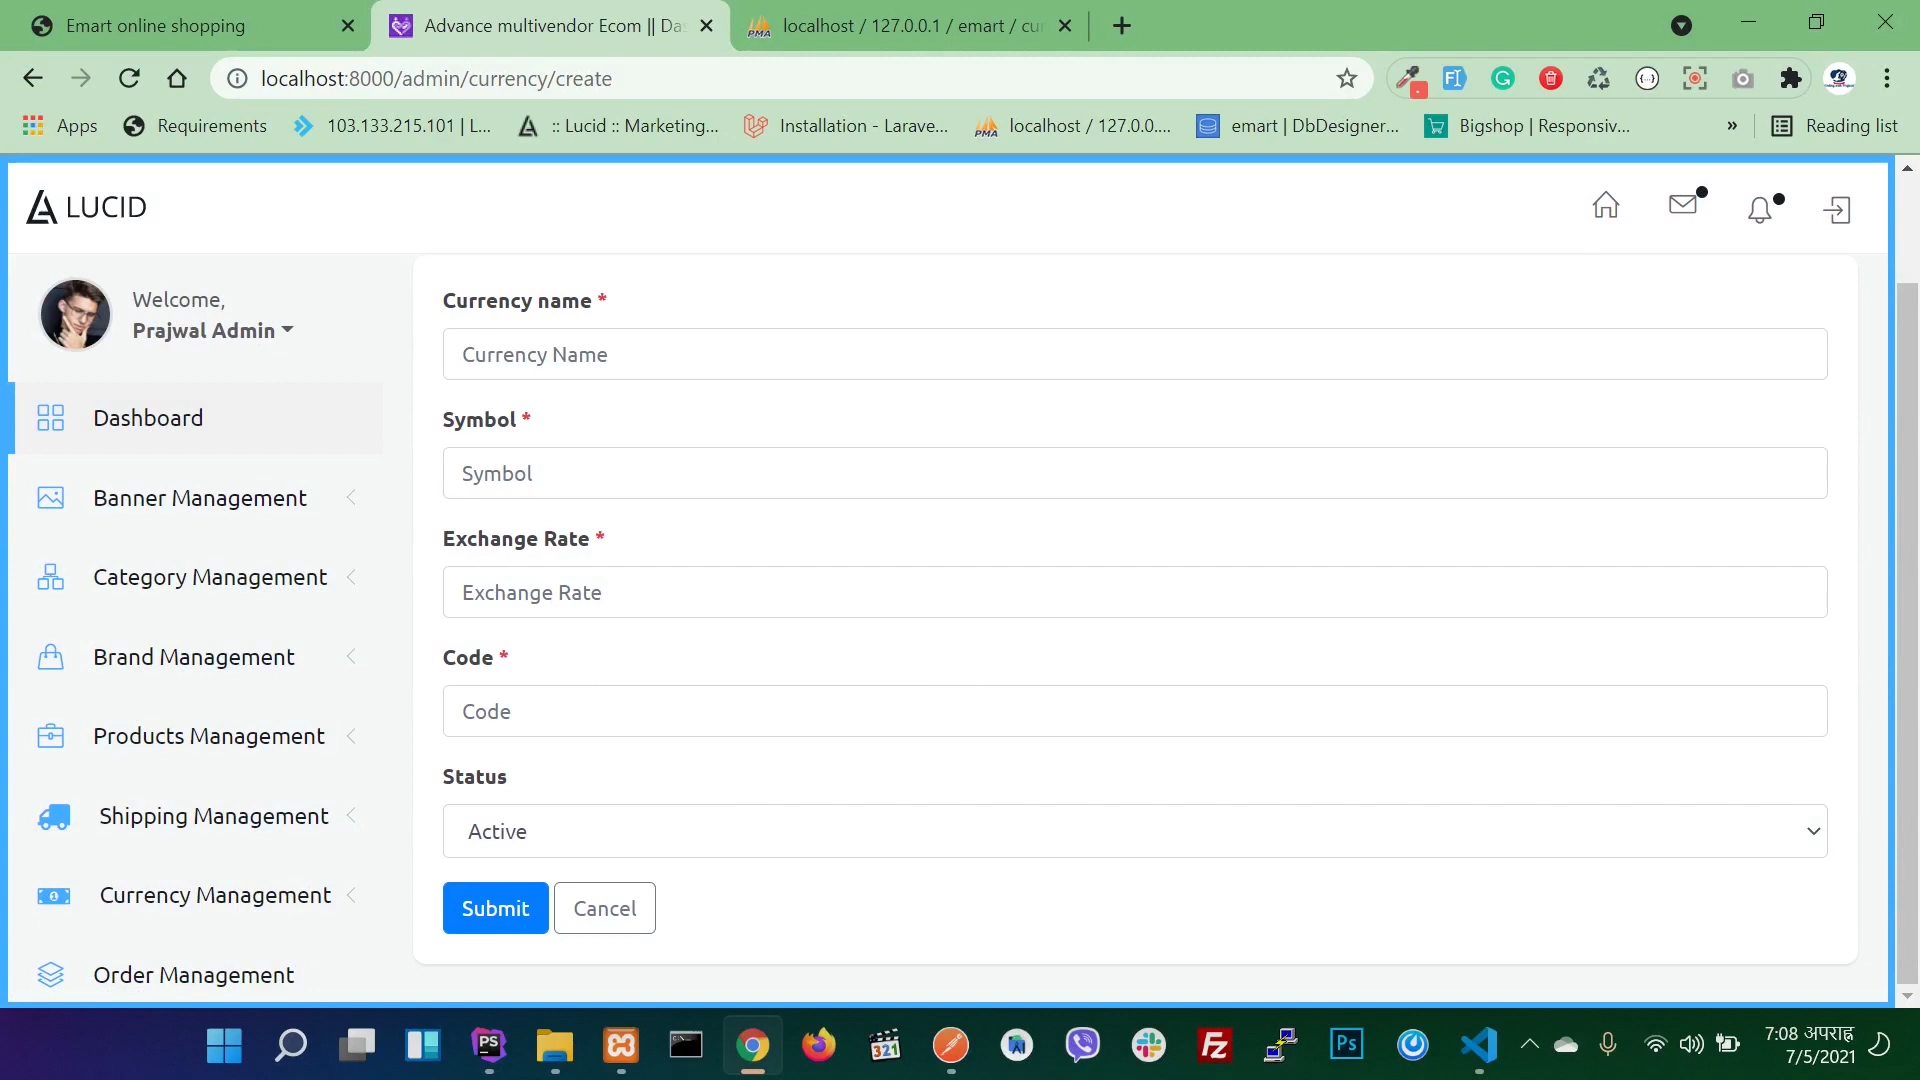 Emart online shopping
Advance multivendor Ecom || Das
localhost / 127.0.0.1 / emart / cur
localhost:8000/admin/currency/create
Apps
Requirements
103.133.215.101 | L...
:: Lucid :: Marketing...
Installation - Larave...
localhost / 127.0.0....
emart | DbDesigner...
Bigshop | Responsiv...
»
Reading list
LUCID
Welcome,
Prajwal Admin
Dashboard
Banner Management
Category Management
Brand Management
Products Management
Shipping Management
Currency Management
Order Management
Currency name *
Currency Name
Symbol *
Symbol
Exchange Rate *
Exchange Rate
Code *
Code
Status
Active
Submit
Cancel
7:08 अपराह्न
7/5/2021